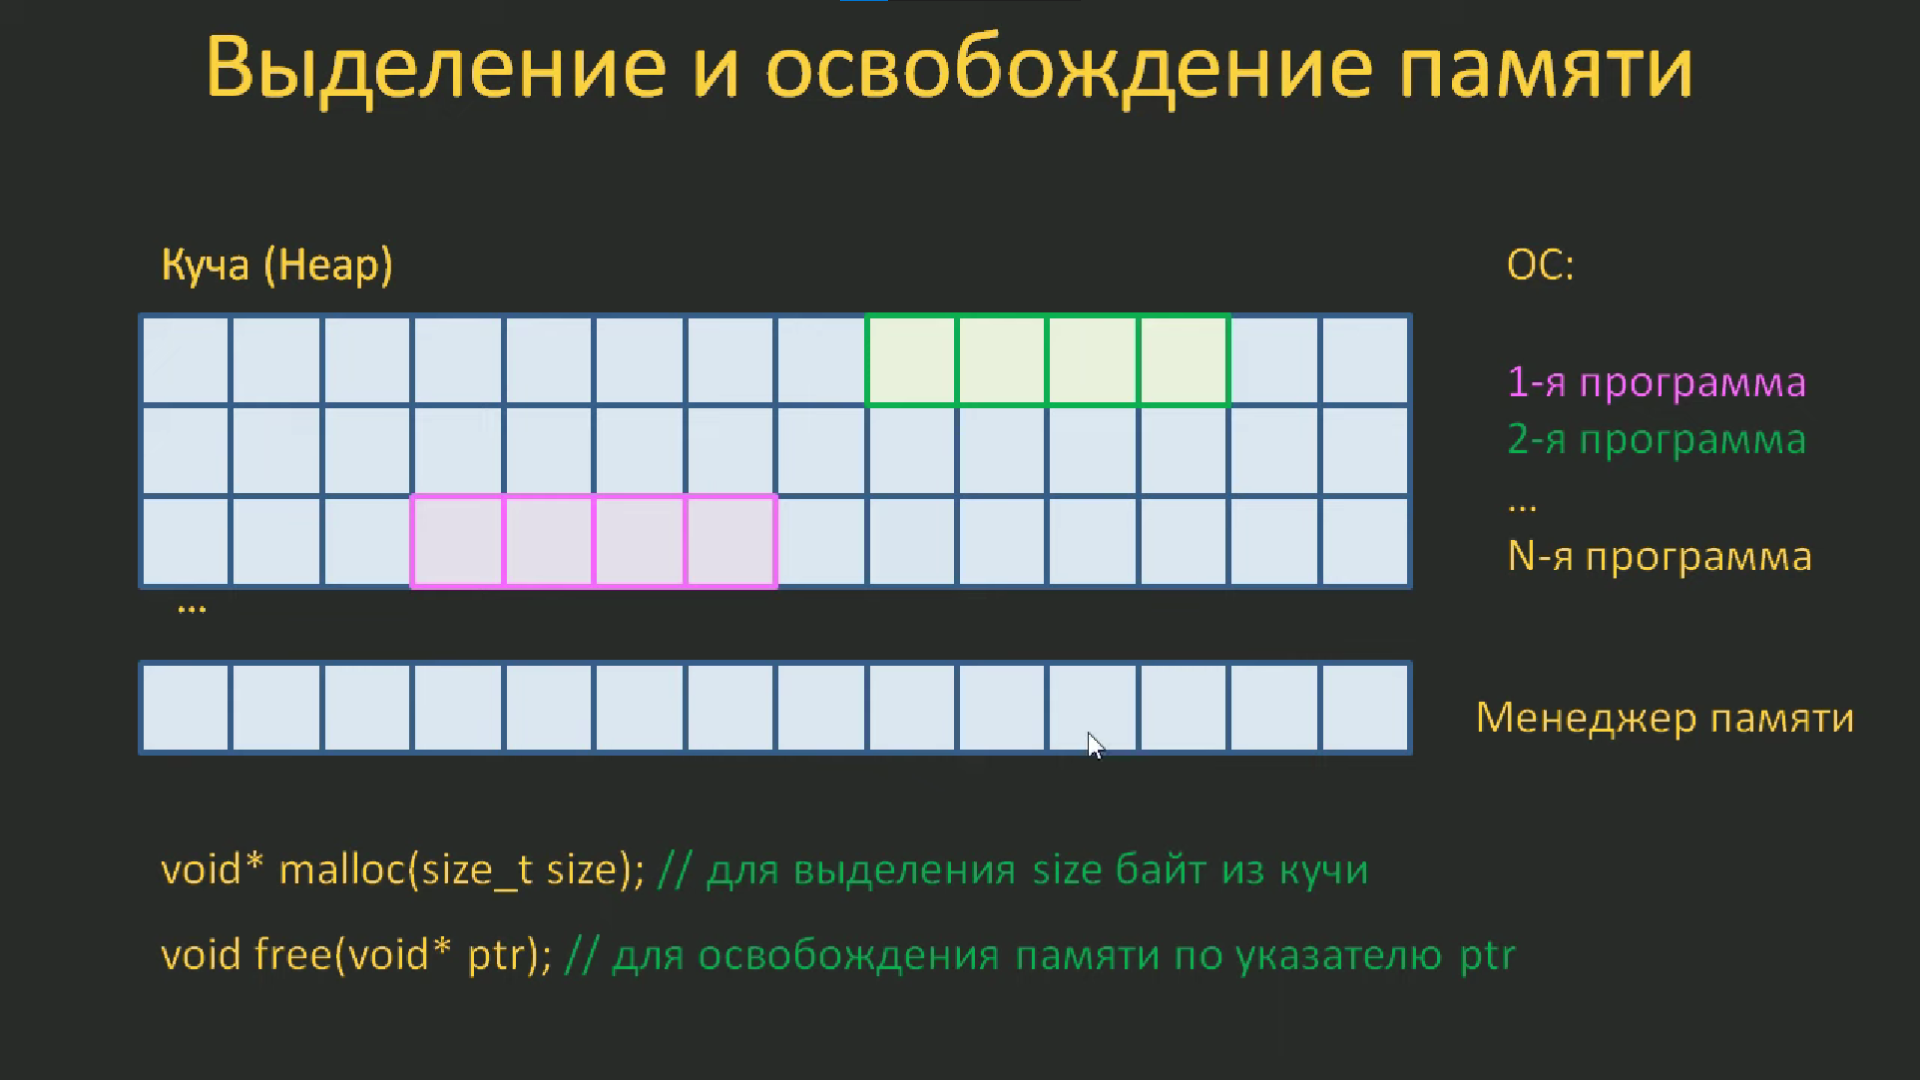 Выделение и освобождение памяти
Куча (Heap)
ОС:
1-я программа
2-я программа
...
N-я программа
...
Менеджер памяти
void* malloc(size_t size); // для выделения size байт из кучи
void free(void* ptr); // для освобождения памяти по указателю ptr